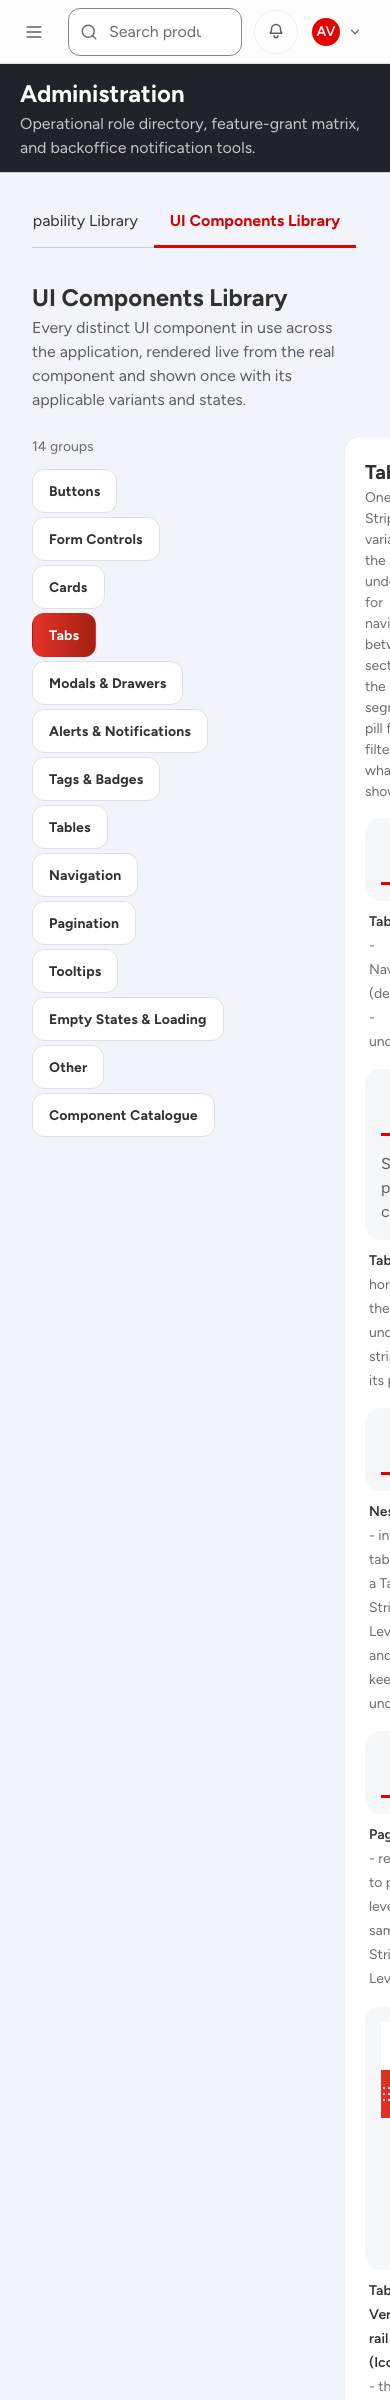 Search produ
AV
Administration
Operational role directory, feature-grant matrix,
and backoffice notification tools.
pability Library
UI Components Library
UI Components Library
Every distinct UI component in use across
the application, rendered live from the real
component and shown once with its
applicable variants and states.
14 groups
Buttons
Form Controls
Cards
Tabs
Modals & Drawers
Alerts & Notifications
Tags & Badges
Tables
Navigation
Pagination
Tooltips
Empty States & Loading
Other
Component Catalogue
Tab
One
Strip
varia
the
unde
for
navi
betw
sect
the
segr
pill f
filte
wha
show
Tab
-
Nav
(de
-
und
S
p
c
Tab
hor
the
und
stri
its p
Nes
- in
tab
a Ta
Stri
Lev
and
kee
und
Pag
- re
to p
leve
sam
Stri
Lev
Tab
Ver
rail
(Ico
- th